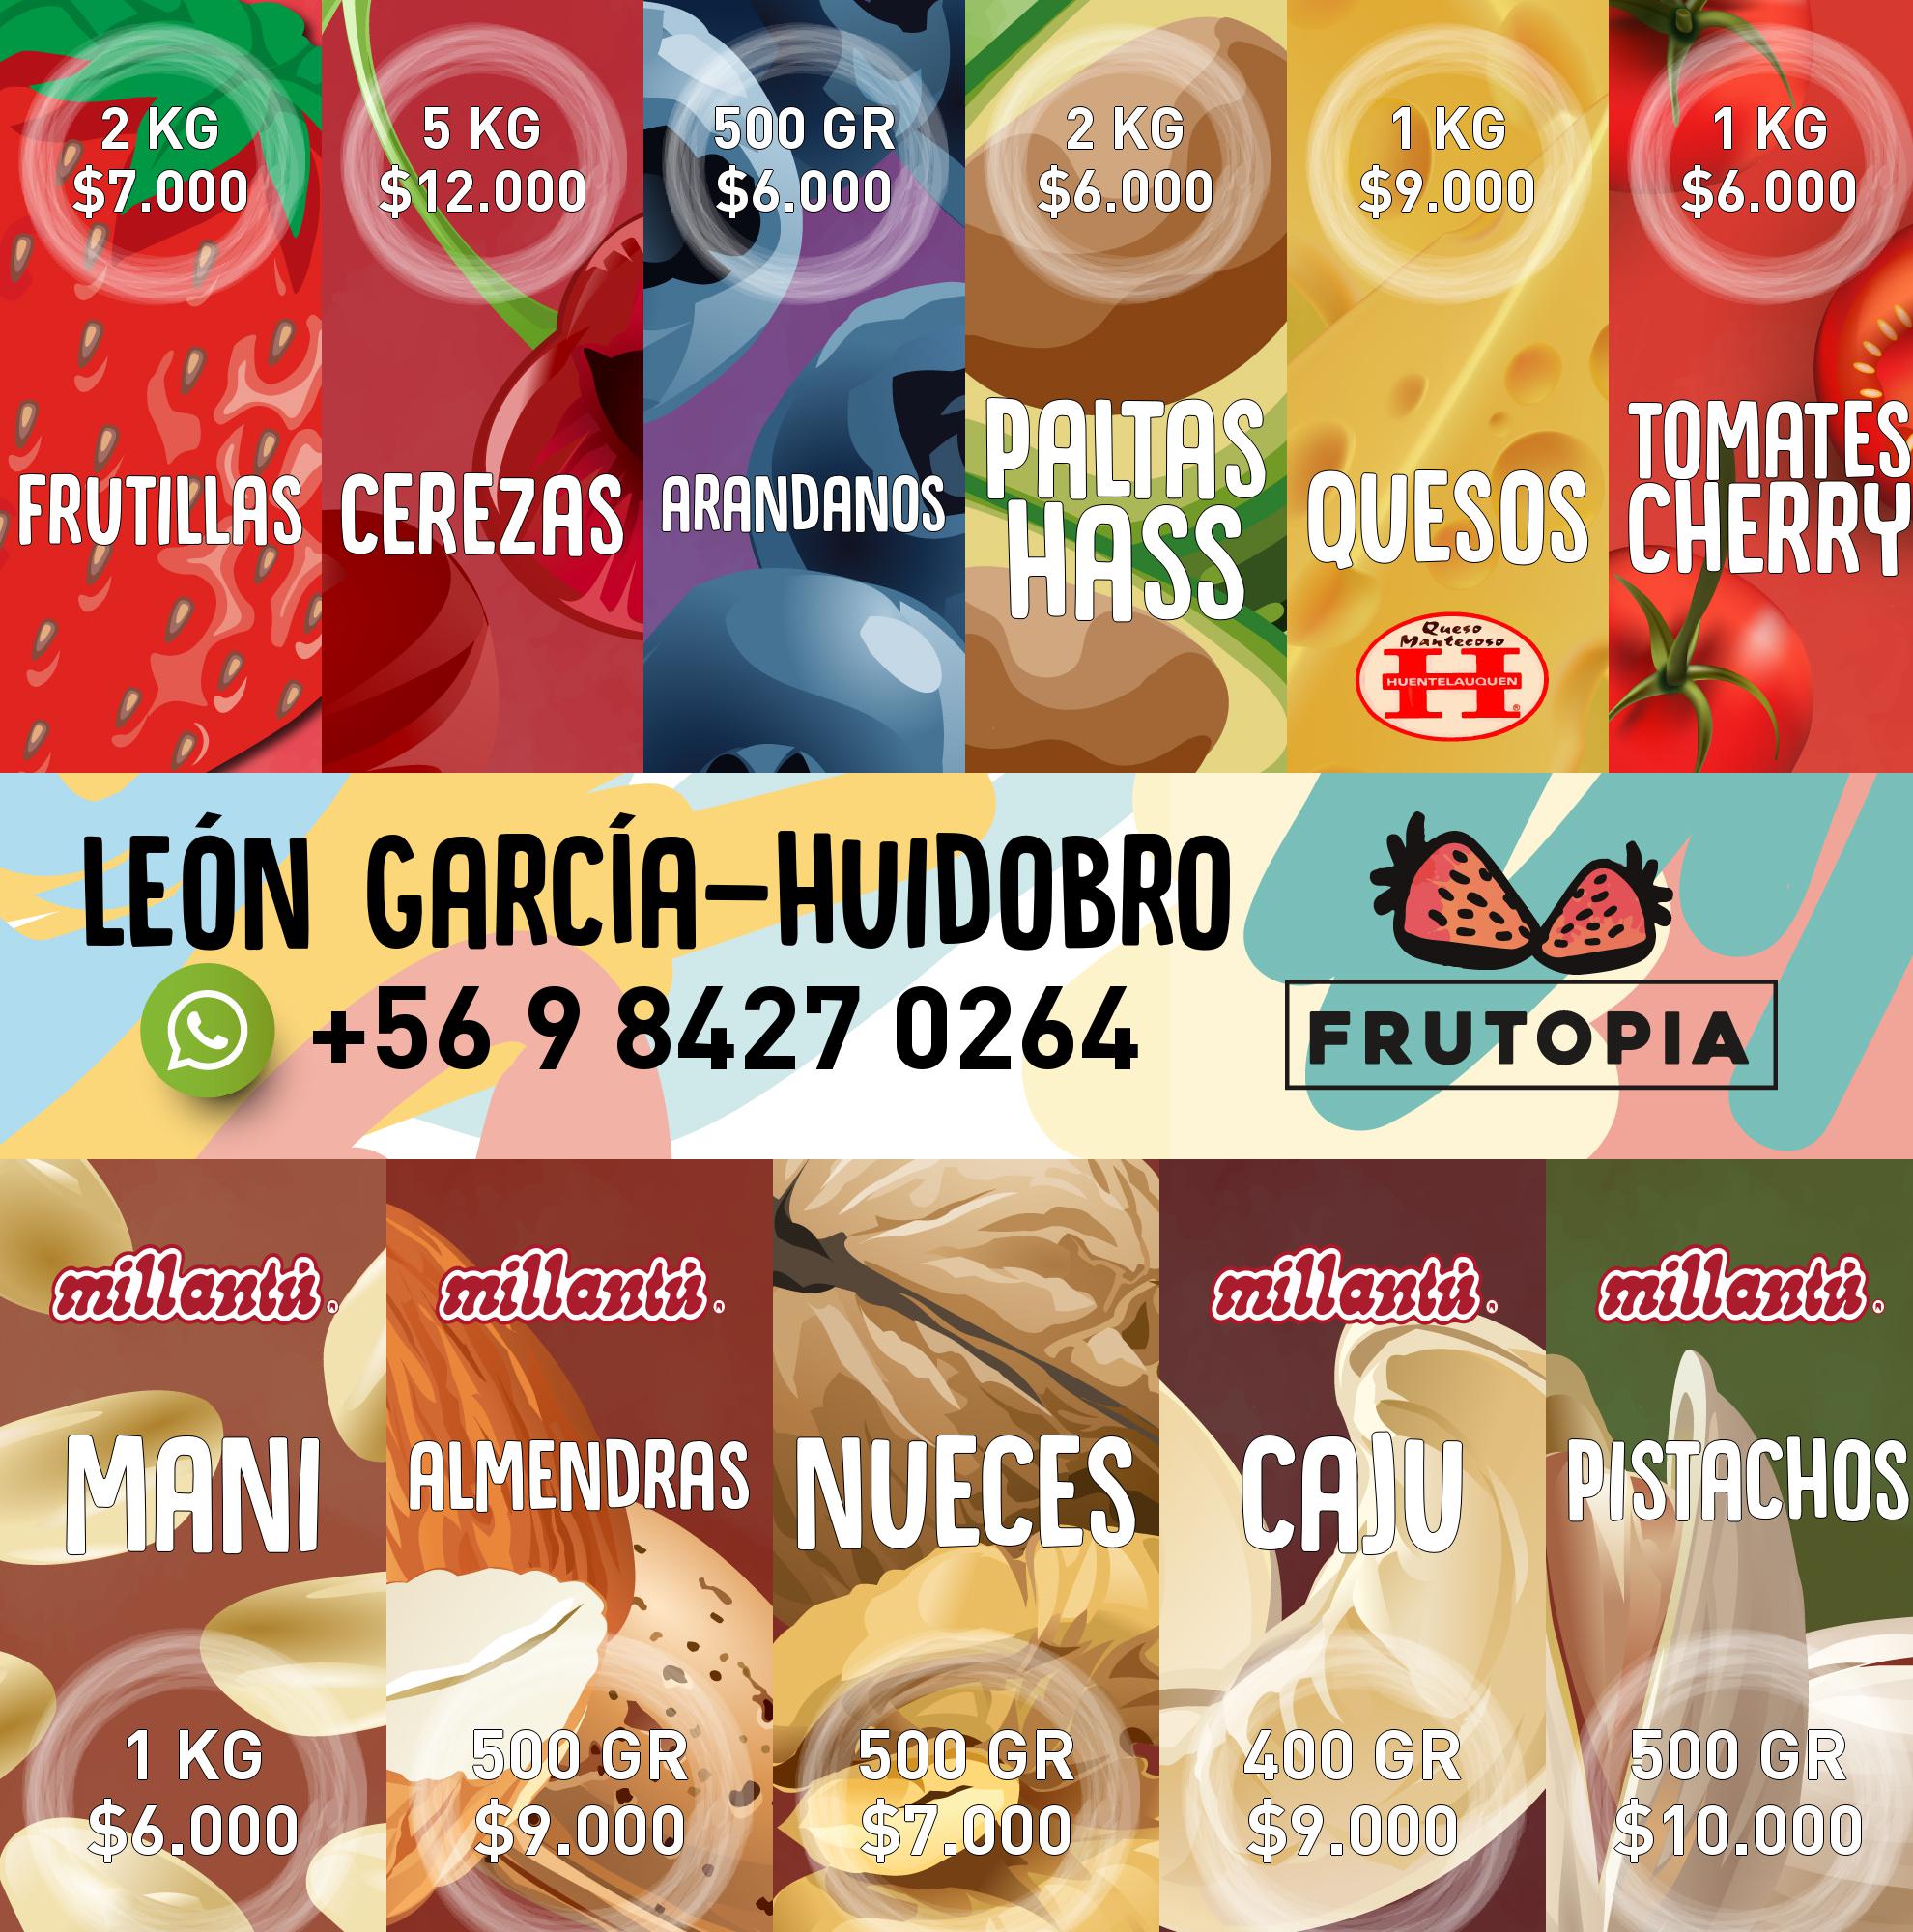 2 KG
$7.000
FRUTILLAS
5 KG
$12.000
CEREZAS
500 GR
$6.000
ARANDANOS
2 KG
$6.000
PALTAS
HASS
1 KG
$9.000
QUESOS
Queso
Mantecoso
H
HUENTELAUQUEN
®
1 KG
$6.000
TOMATES
CHERRY
LEÓN GARCÍA-HUIDOBRO
+56 9 8427 0264
FRUTOPIA
millantú®
MANI
1 KG
$6.000
millantú®
ALMENDRAS
500 GR
$9.000
NUECES
500 GR
$7.000
millantú®
CAJU
400 GR
$9.000
millantú®
PISTACHOS
500 GR
$10.000